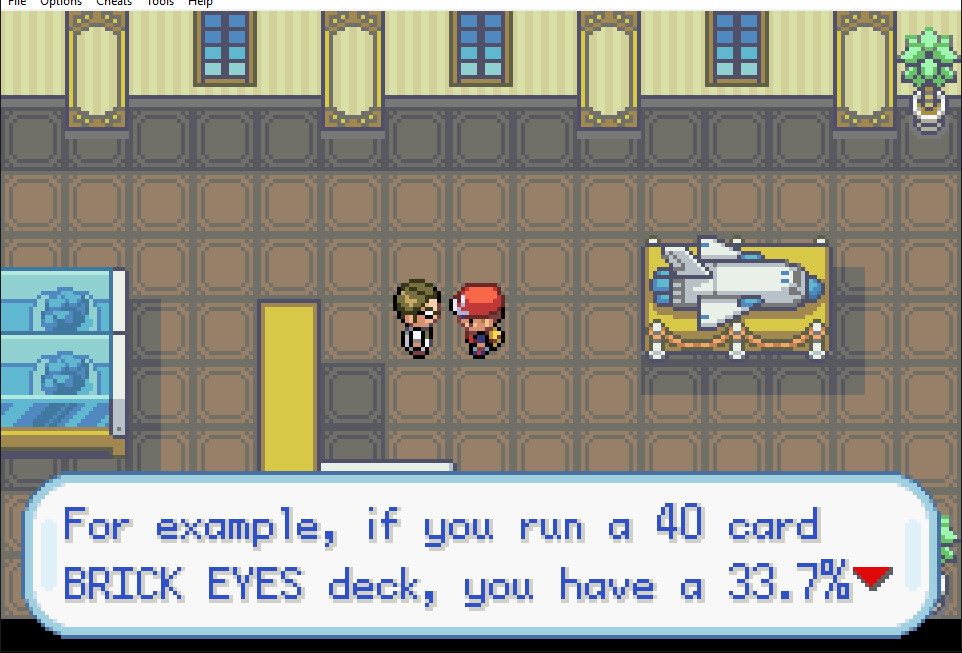 File Options Cheats Tools Help
For example, if you run a 40 card
BRICK EYES deck, you have a 33.7%